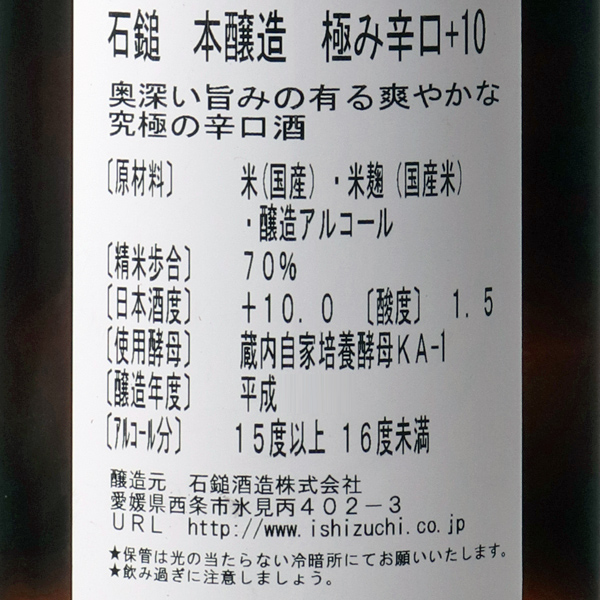 石鎚 本醸造 極み辛口+10
奥深い旨みの有る爽やかな
究極の辛口酒
〔原材料〕 米(国産)・米麹(国産米)
・醸造アルコール
〔精米歩合〕 70%
〔日本酒度〕 +10.0 〔酸度〕 1.5
〔使用酵母〕 蔵内自家培養酵母KA-1
〔醸造年度〕 平成
〔アルコール分〕 15度以上 16度未満
醸造元 石鎚酒造株式会社
愛媛県西条市氷見丙402-3
URL http://www.ishizuchi.co.jp
★保管は光の当たらない冷暗所にてお願いいたします。
★飲み過ぎに注意しましょう。